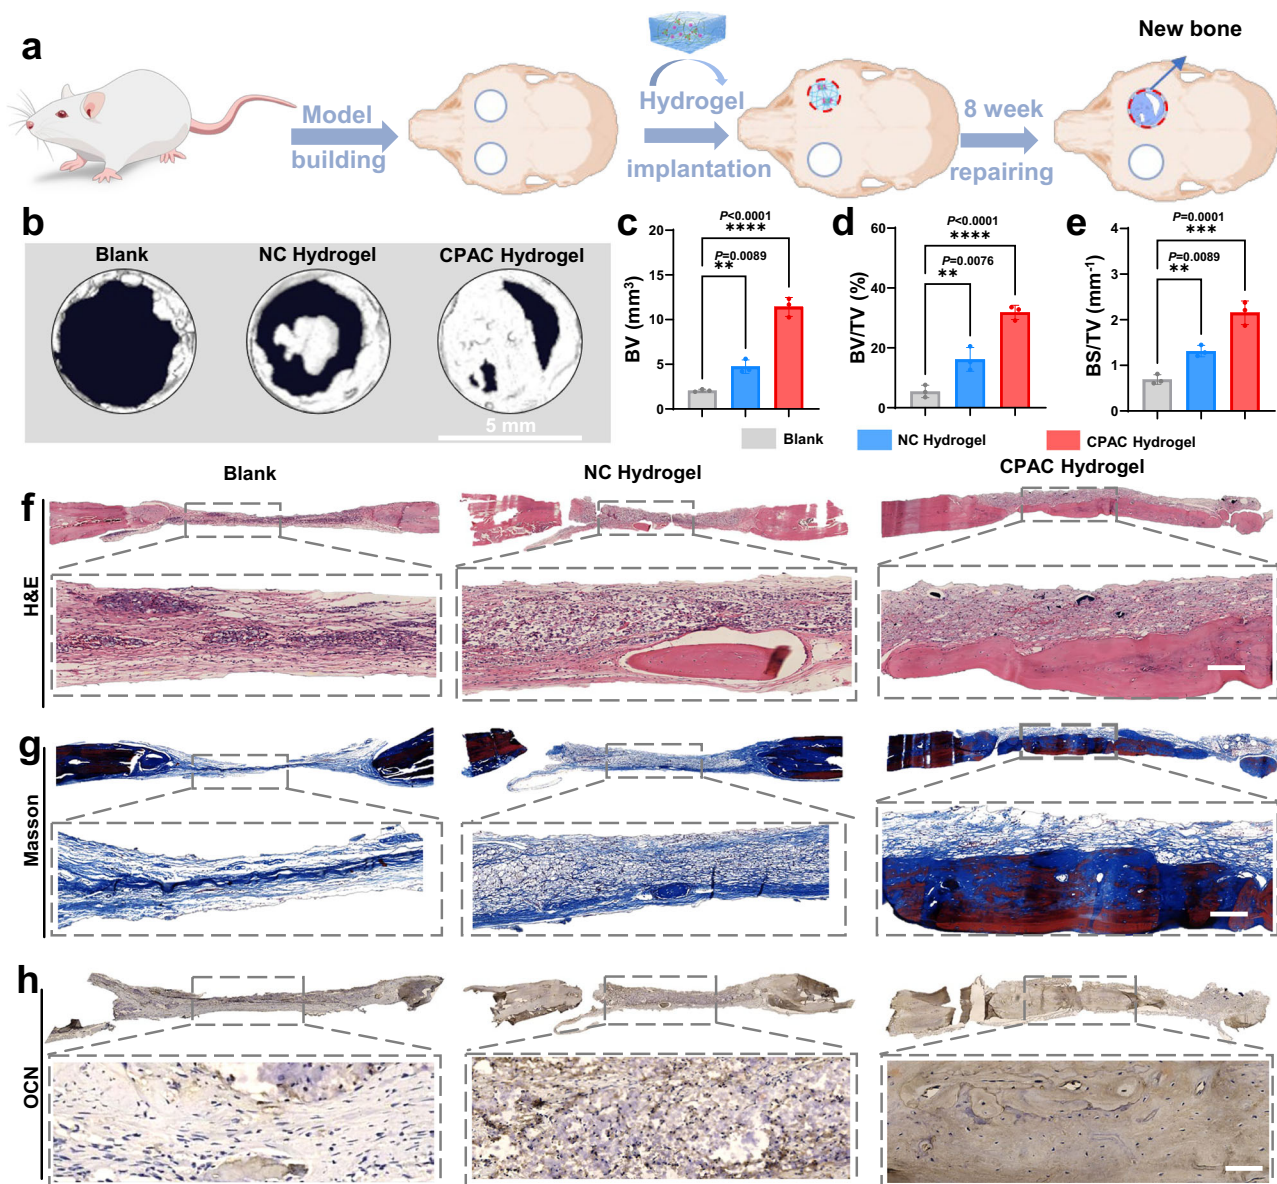 a
New bone
Model
building
Hydrogel
implantation
8 week
repairing
b
Blank
NC Hydrogel
CPAC Hydrogel
5 mm
c
BV (mm³)
20
15
10
5
0
P<0.0001
****
P=0.0089
**
d
BV/TV (%)
60
40
20
0
P<0.0001
****
P=0.0076
**
e
BS/TV (mm⁻¹)
4
3
2
1
0
P=0.0001
***
P=0.0089
**
Blank
NC Hydrogel
CPAC Hydrogel
Blank
NC Hydrogel
CPAC Hydrogel
f
H&E
g
Masson
h
OCN